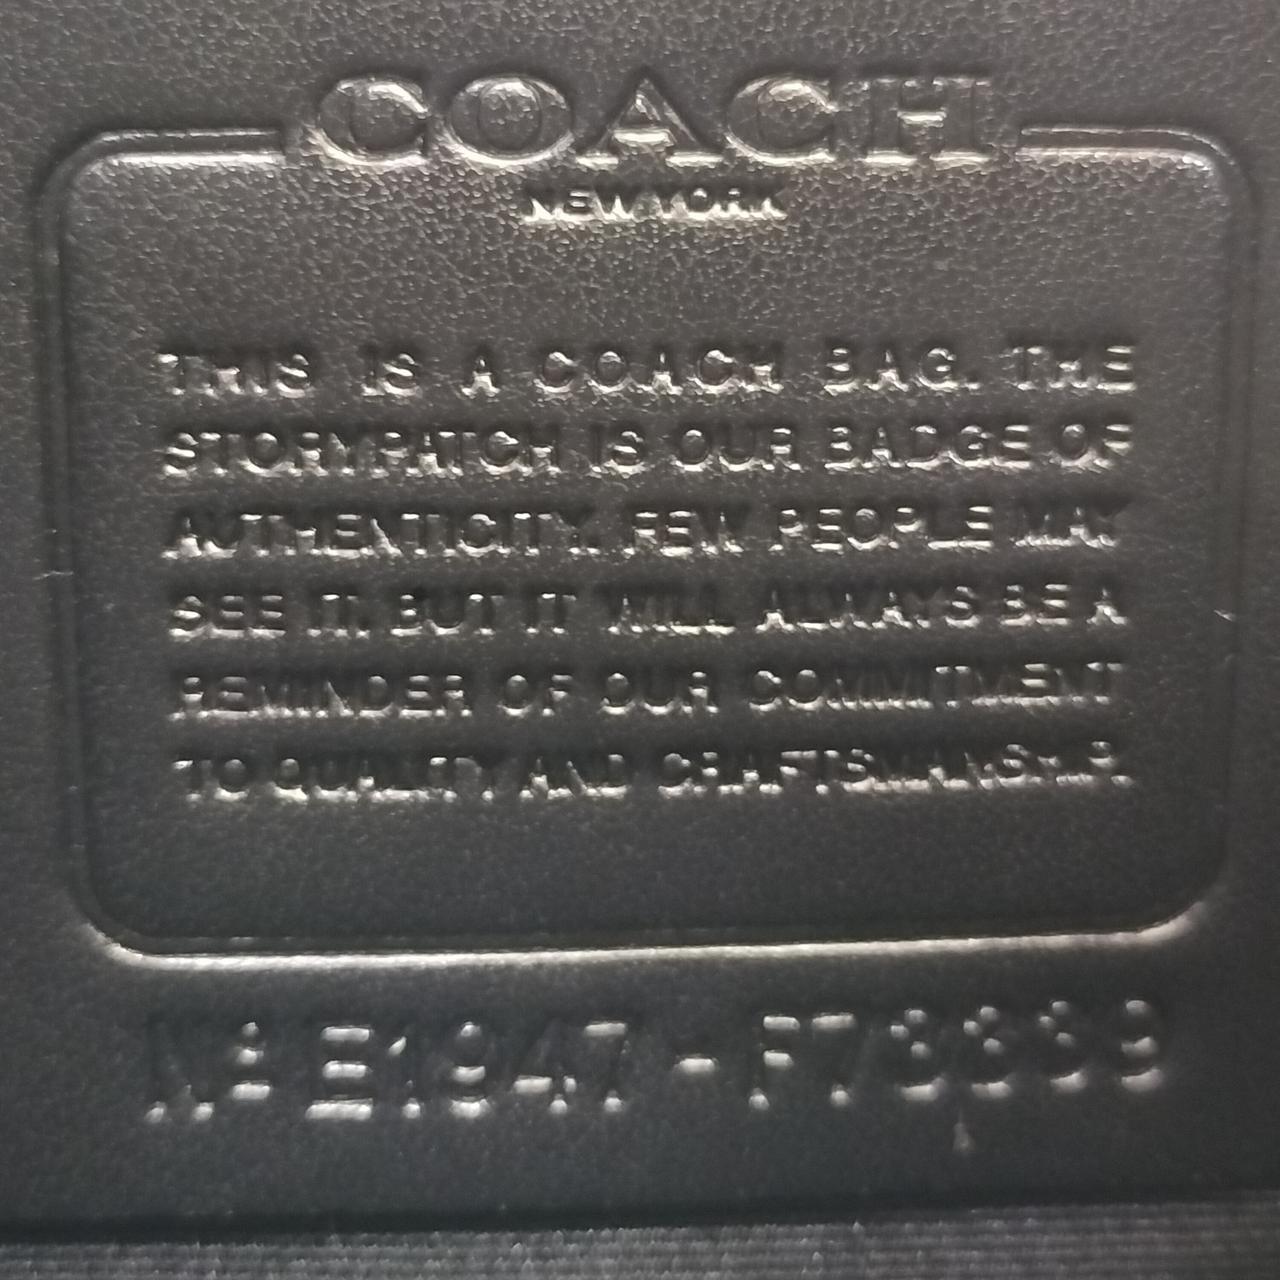 COACH
NEW YORK
THIS IS A COACH BAG. THE
STORYPATCH IS OUR BADGE OF
AUTHENTICITY. FEW PEOPLE MAY
SEE IT. BUT IT WILL ALWAYS BE A
REMINDER OF OUR COMMITMENT
TO QUALITY AND CRAFTSMANSHIP.
Nº E1947-F73339